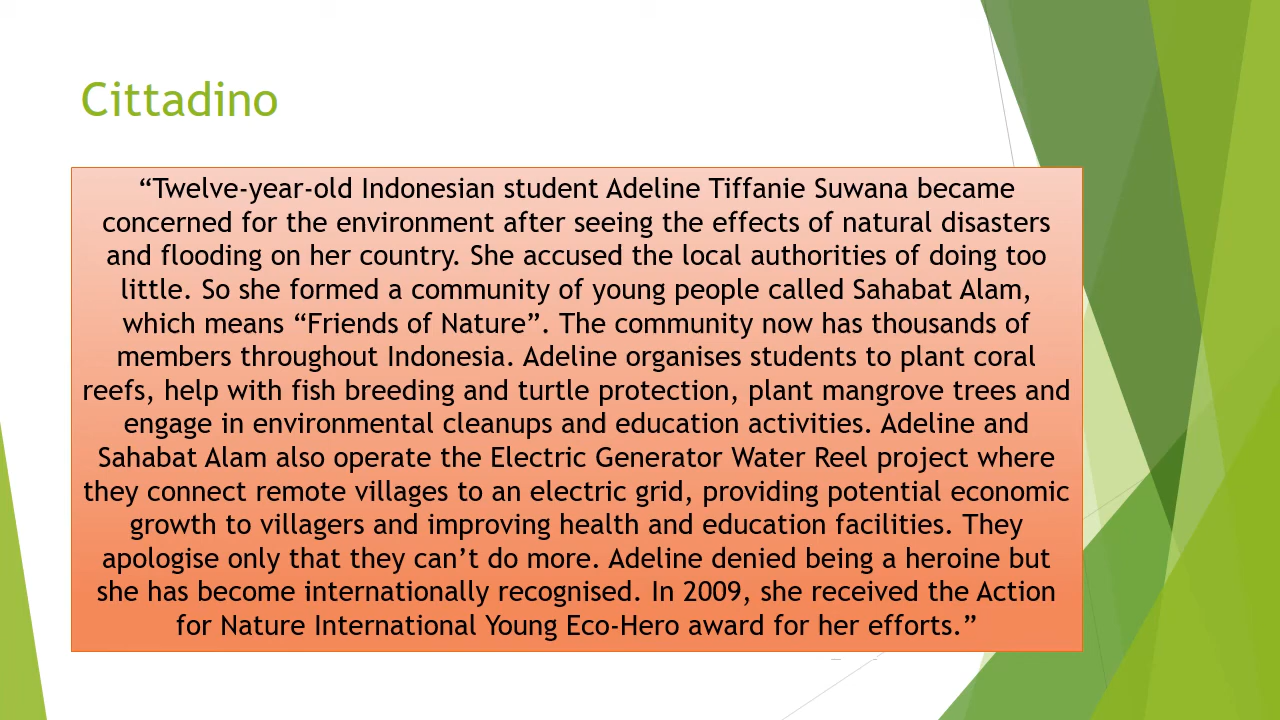 Cittadino
“Twelve-year-old Indonesian student Adeline Tiffanie Suwana became
concerned for the environment after seeing the effects of natural disasters
and flooding on her country. She accused the local authorities of doing too
little. So she formed a community of young people called Sahabat Alam,
which means “Friends of Nature”. The community now has thousands of
members throughout Indonesia. Adeline organises students to plant coral
reefs, help with fish breeding and turtle protection, plant mangrove trees and
engage in environmental cleanups and education activities. Adeline and
Sahabat Alam also operate the Electric Generator Water Reel project where
they connect remote villages to an electric grid, providing potential economic
growth to villagers and improving health and education facilities. They
apologise only that they can’t do more. Adeline denied being a heroine but
she has become internationally recognised. In 2009, she received the Action
for Nature International Young Eco-Hero award for her efforts.”